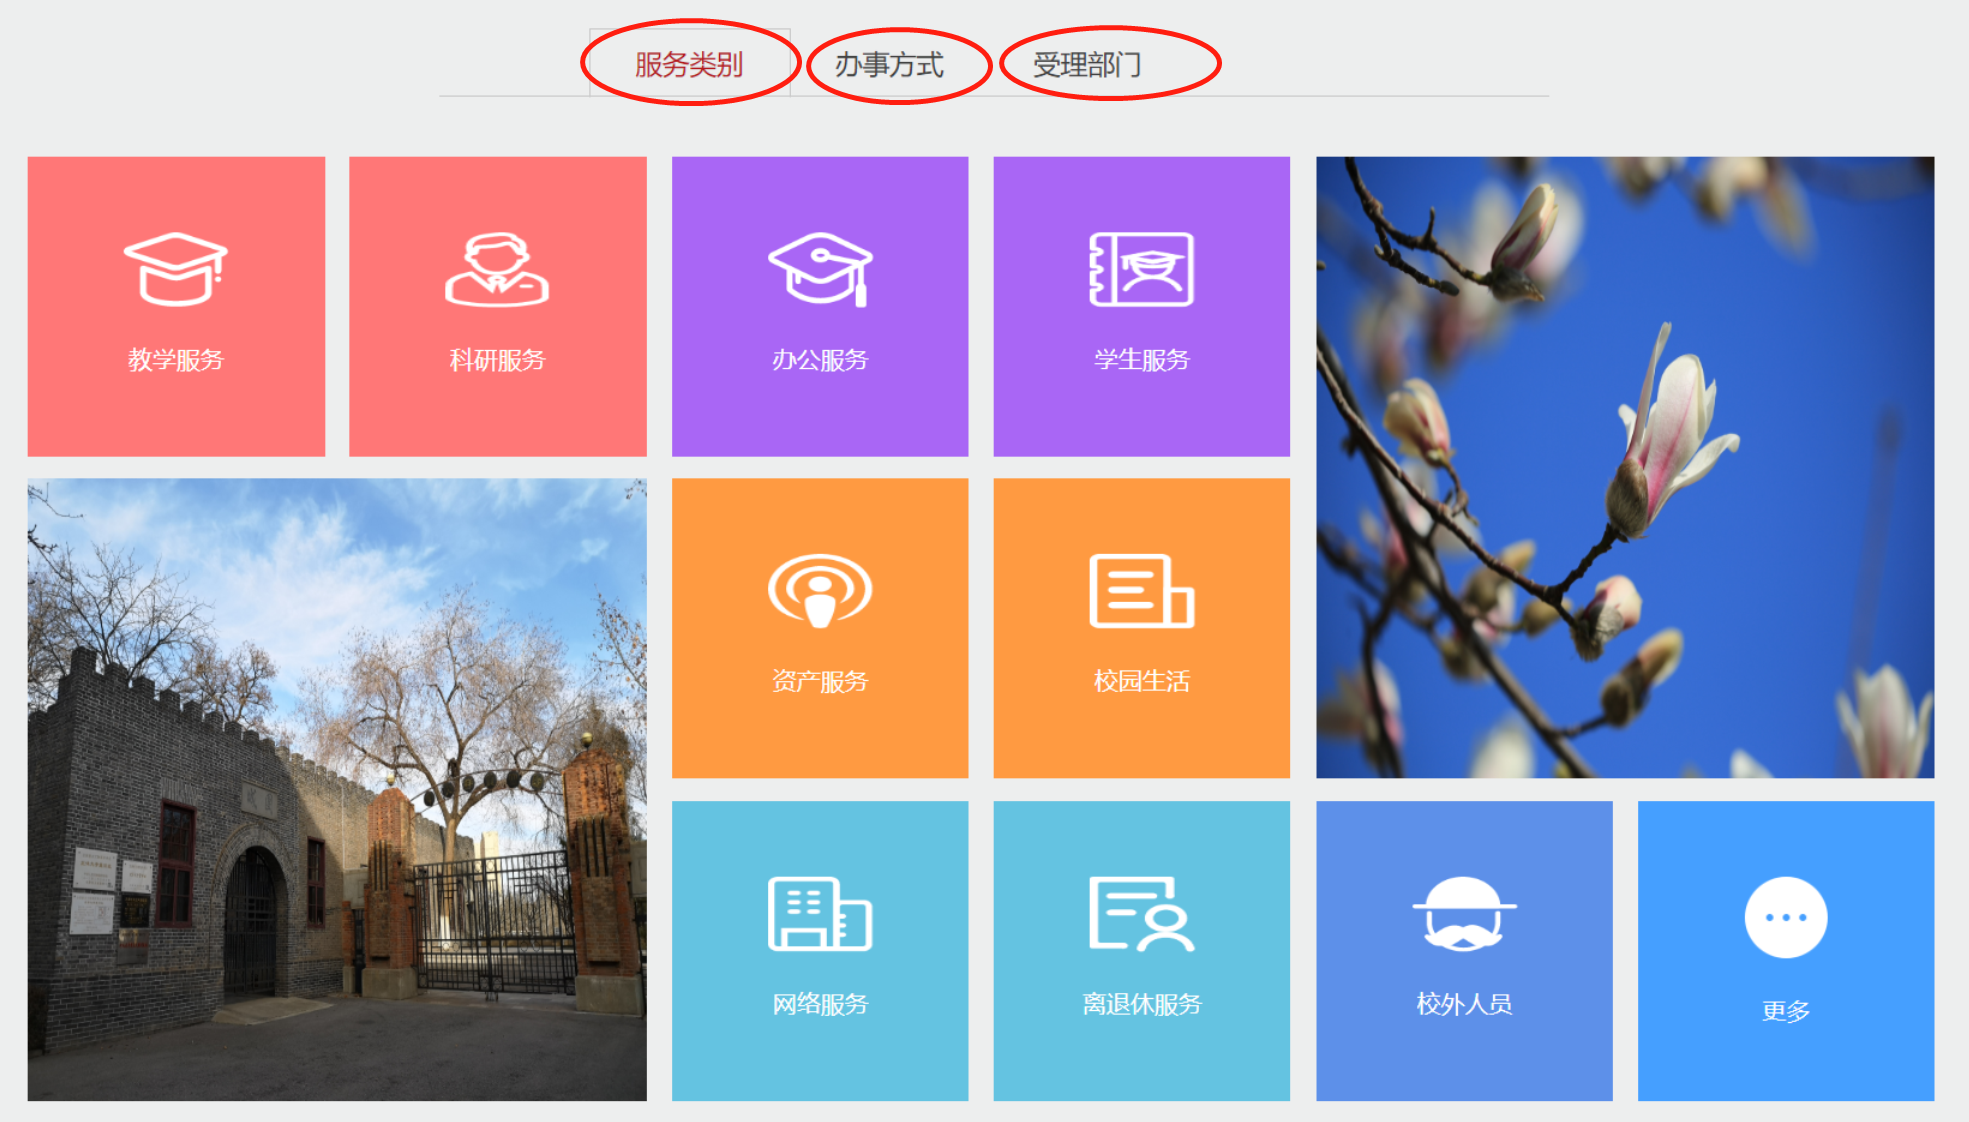 服务类别
办事方式
受理部门
教学服务
科研服务
办公服务
学生服务
资产服务
校园生活
网络服务
离退休服务
校外人员
更多